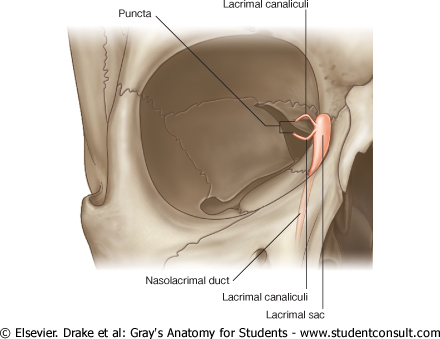 Lacrimal canaliculi
Puncta
Nasolacrimal duct
Lacrimal canaliculi
Lacrimal sac
© Elsevier. Drake et al: Gray's Anatomy for Students - www.studentconsult.com